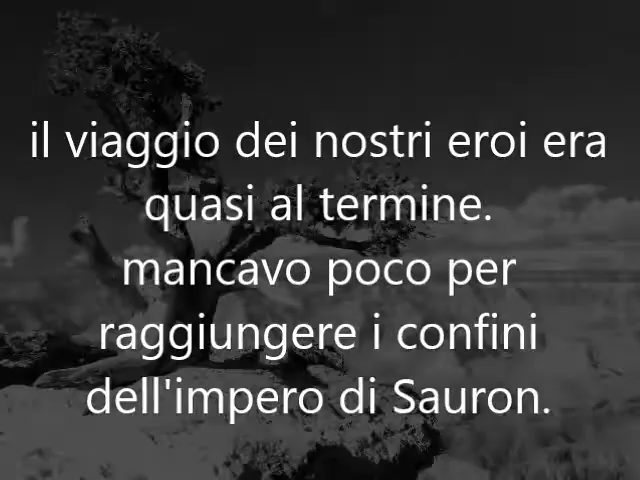 il viaggio dei nostri eroi era
quasi al termine.
mancavo poco per
raggiungere i confini
dell'impero di Sauron.